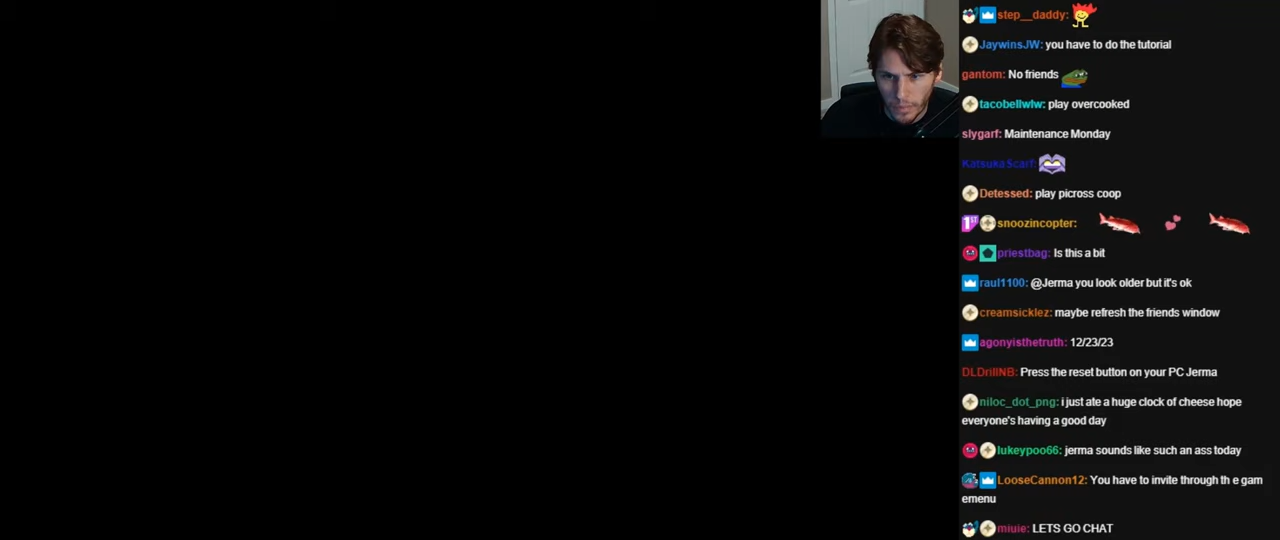 step__daddy:
JaywinsJW: you have to do the tutorial
gantom: No friends
tacobellwlw: play overcooked
slygarf: Maintenance Monday
KatsukaScarf:
Detessed: play picross coop
1ST snoozincopter:
priestbag: Is this a bit
raul1100: @Jerma you look older but it's ok
creamsicklez: maybe refresh the friends window
agonyisthetruth: 12/23/23
DLDrillNB: Press the reset button on your PC Jerma
niloc_dot_png: i just ate a huge clock of cheese hope
everyone's having a good day
lukeypoo66: jerma sounds like such an ass today
LooseCannon12: You have to invite through th e gam
emenu
miuie: LETS GO CHAT